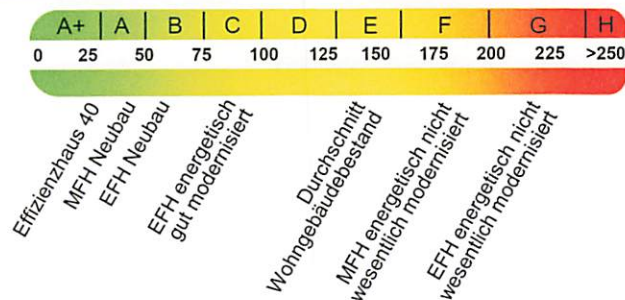 A+ A B C D E F G H
0 25 50 75 100 125 150 175 200 225 >250
Effizienzhaus 40
MFH Neubau
EFH Neubau
EFH energetisch
gut modernisiert
Durchschnitt
Wohngebäudebestand
MFH energetisch nicht
wesentlich modernisiert
EFH energetisch nicht
wesentlich modernisiert